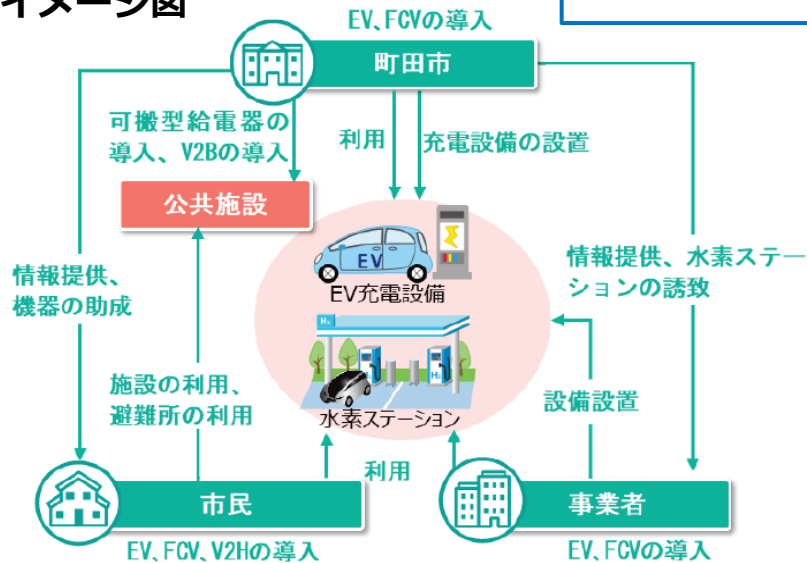 イメージ図
EV、FCVの導入
町田市
可搬型給電器の
導入、V2Bの導入
利用
充電設備の設置
公共施設
EV
EV充電設備
情報提供、
機器の助成
情報提供、水素ステー
ションの誘致
H₂
H₂
H₂
施設の利用、
避難所の利用
水素ステーション
設備設置
利用
市民
事業者
EV、FCV、V2Hの導入
EV、FCVの導入